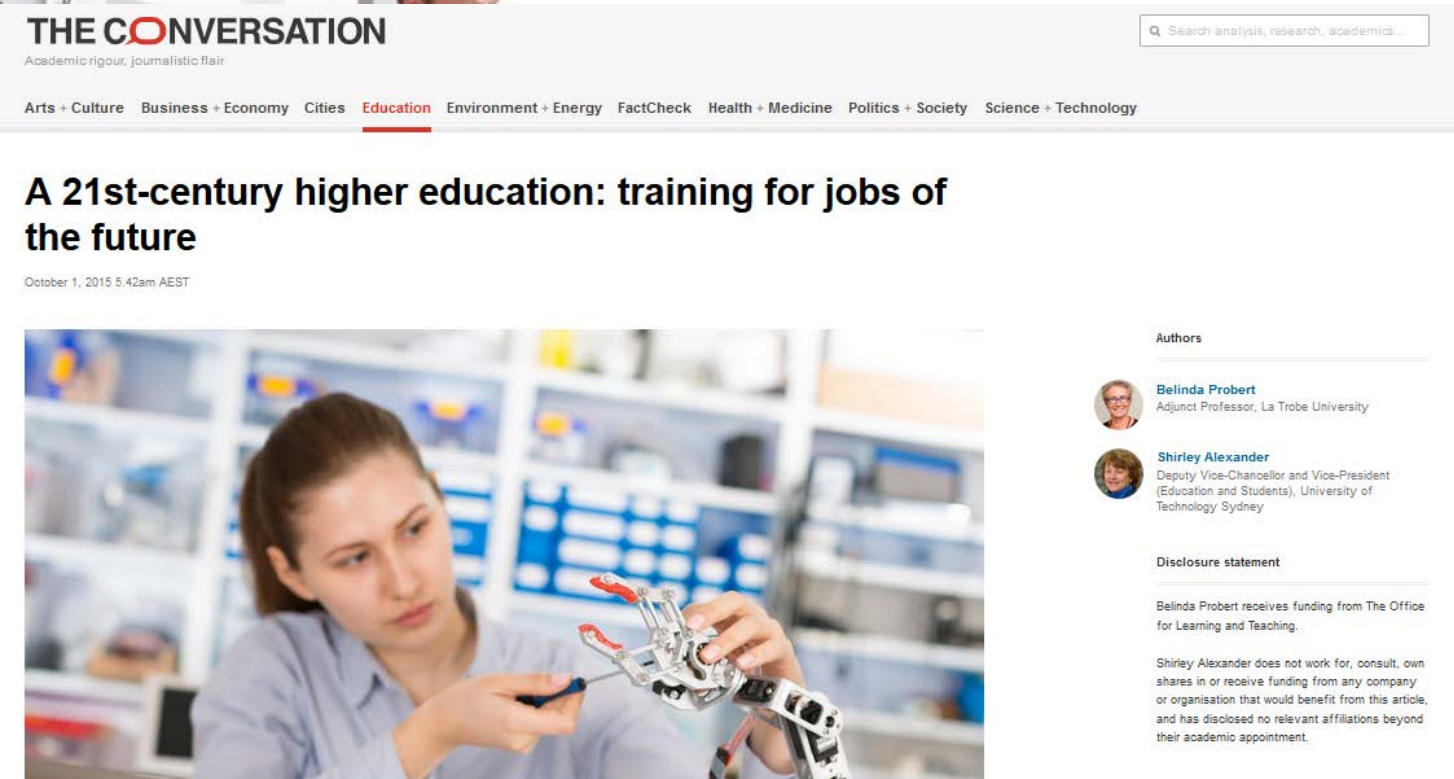 THE CONVERSATION
Academic rigour, journalistic flair
Search analysis, research, academics...
Arts + Culture Business + Economy Cities Education Environment + Energy FactCheck Health + Medicine Politics + Society Science + Technology
A 21st-century higher education: training for jobs of
the future
October 1, 2015 5.42am AEST
Authors
Belinda Probert
Adjunct Professor, La Trobe University
Shirley Alexander
Deputy Vice-Chancellor and Vice-President
(Education and Students), University of
Technology Sydney
Disclosure statement
Belinda Probert receives funding from The Office
for Learning and Teaching.
Shirley Alexander does not work for, consult, own
shares in or receive funding from any company
or organisation that would benefit from this article,
and has disclosed no relevant affiliations beyond
their academic appointment.